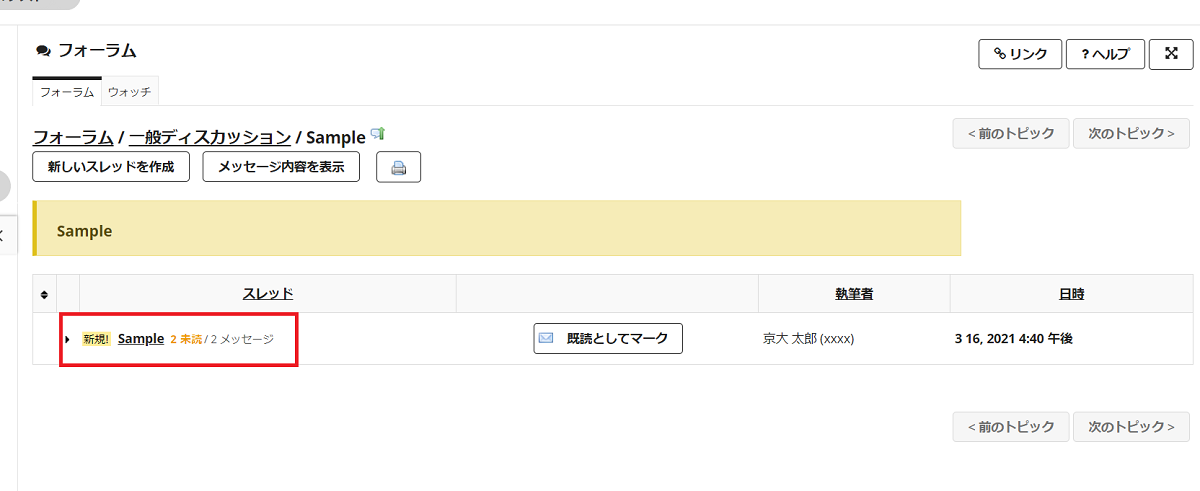 フォーラム
リンク
? ヘルプ
フォーラム
ウォッチ
フォーラム / 一般ディスカッション / Sample
< 前のトピック
次のトピック >
新しいスレッドを作成
メッセージ内容を表示
Sample
スレッド
執筆者
日時
新規! Sample 2 未読 / 2 メッセージ
既読としてマーク
京大 太郎 (xxxx)
3 16, 2021 4:40 午後
< 前のトピック
次のトピック >